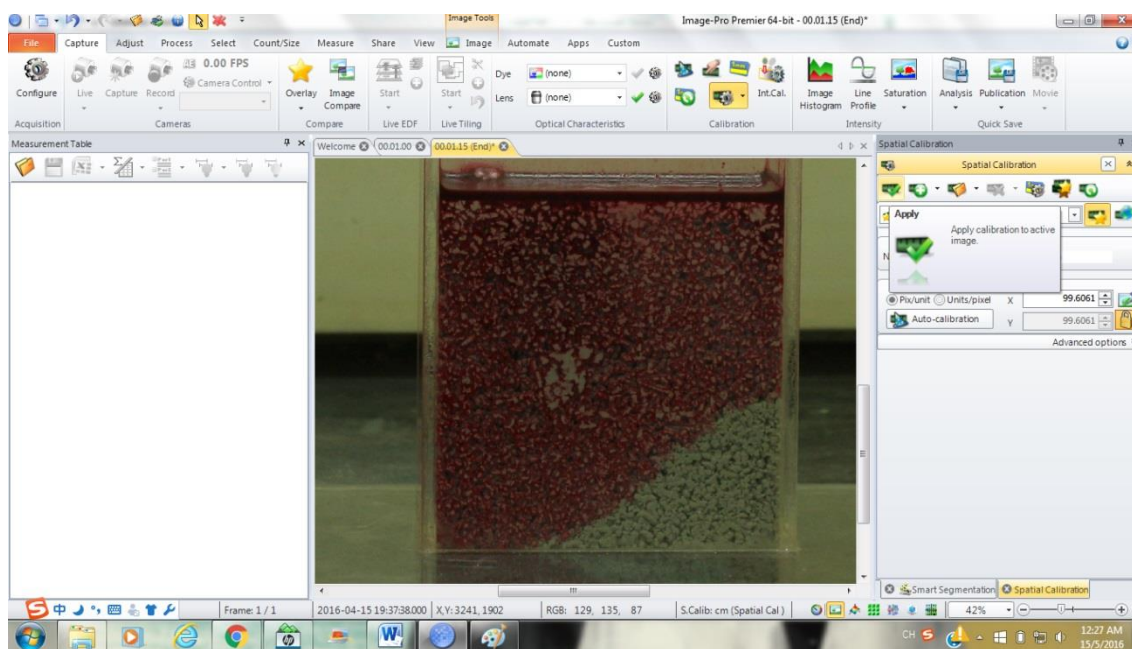 Image Tools
Image-Pro Premier 64-bit - 00.01.15 (End)*
File Capture Adjust Process Select Count/Size Measure Share View Image Automate Apps Custom
0.00 FPS
Camera Control
Dye (none)
Lens (none)
Configure Live Capture Record Overlay Image Compare Start Start Int.Cal. Image Histogram Line Profile Saturation Analysis Publication Movie
Acquisition Cameras Compare Live EDF Live Tiling Optical Characteristics Calibration Intensity Quick Save
Measurement Table
Welcome 00.01.00 00.01.15 (End)*
Spatial Calibration
Spatial Calibration
Apply
Apply calibration to active
image.
N
Pix/unit Units/pixel X 99.6061
Auto-calibration Y 99.6061
Advanced options
Smart Segmentation Spatial Calibration
中
Frame: 1 / 1 2016-04-15 19:37:38.000 X,Y: 3241, 1902 RGB: 129, 135, 87 S.Calib: cm (Spatial Cal ) 42%
CH
12:27 AM
15/5/2016